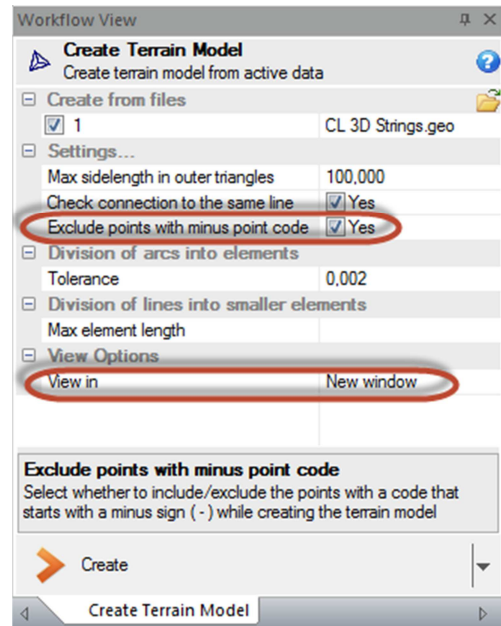 Workflow View
Create Terrain Model
Create terrain model from active data
Create from files
1 CL 3D Strings.geo
Settings...
Max sidelength in outer triangles 100,000
Check connection to the same line Yes
Exclude points with minus point code Yes
Division of arcs into elements
Tolerance 0,002
Division of lines into smaller elements
Max element length
View Options
View in New window
Exclude points with minus point code
Select whether to include/exclude the points with a code that
starts with a minus sign ( - ) while creating the terrain model
Create
Create Terrain Model